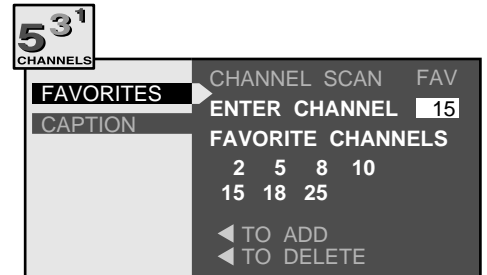 5 3 1
CHANNELS
FAVORITES
CAPTION
CHANNEL SCAN FAV
ENTER CHANNEL 15
FAVORITE CHANNELS
2 5 8 10
15 18 25
◀ TO ADD
◀ TO DELETE